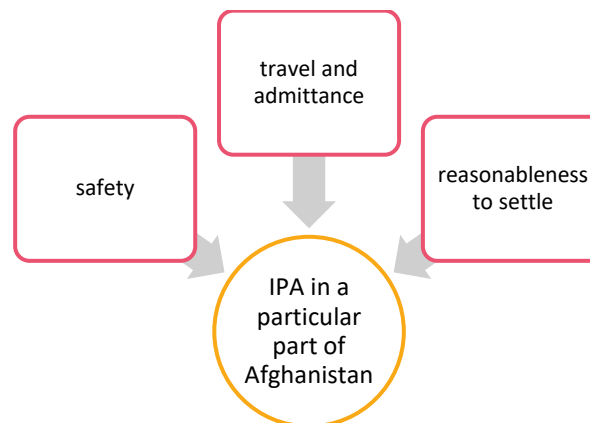 travel and
admittance
safety
reasonableness
to settle
IPA in a
particular
part of
Afghanistan